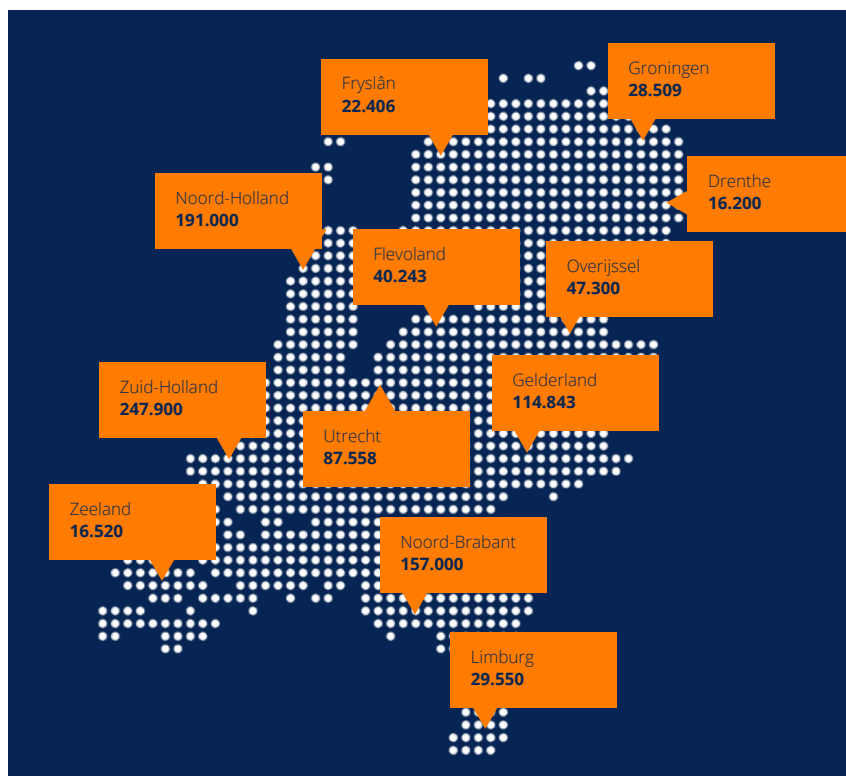 Groningen
28.509
Fryslân
22.406
Drenthe
16.200
Noord-Holland
191.000
Flevoland
40.243
Overijssel
47.300
Zuid-Holland
247.900
Gelderland
114.843
Utrecht
87.558
Zeeland
16.520
Noord-Brabant
157.000
Limburg
29.550